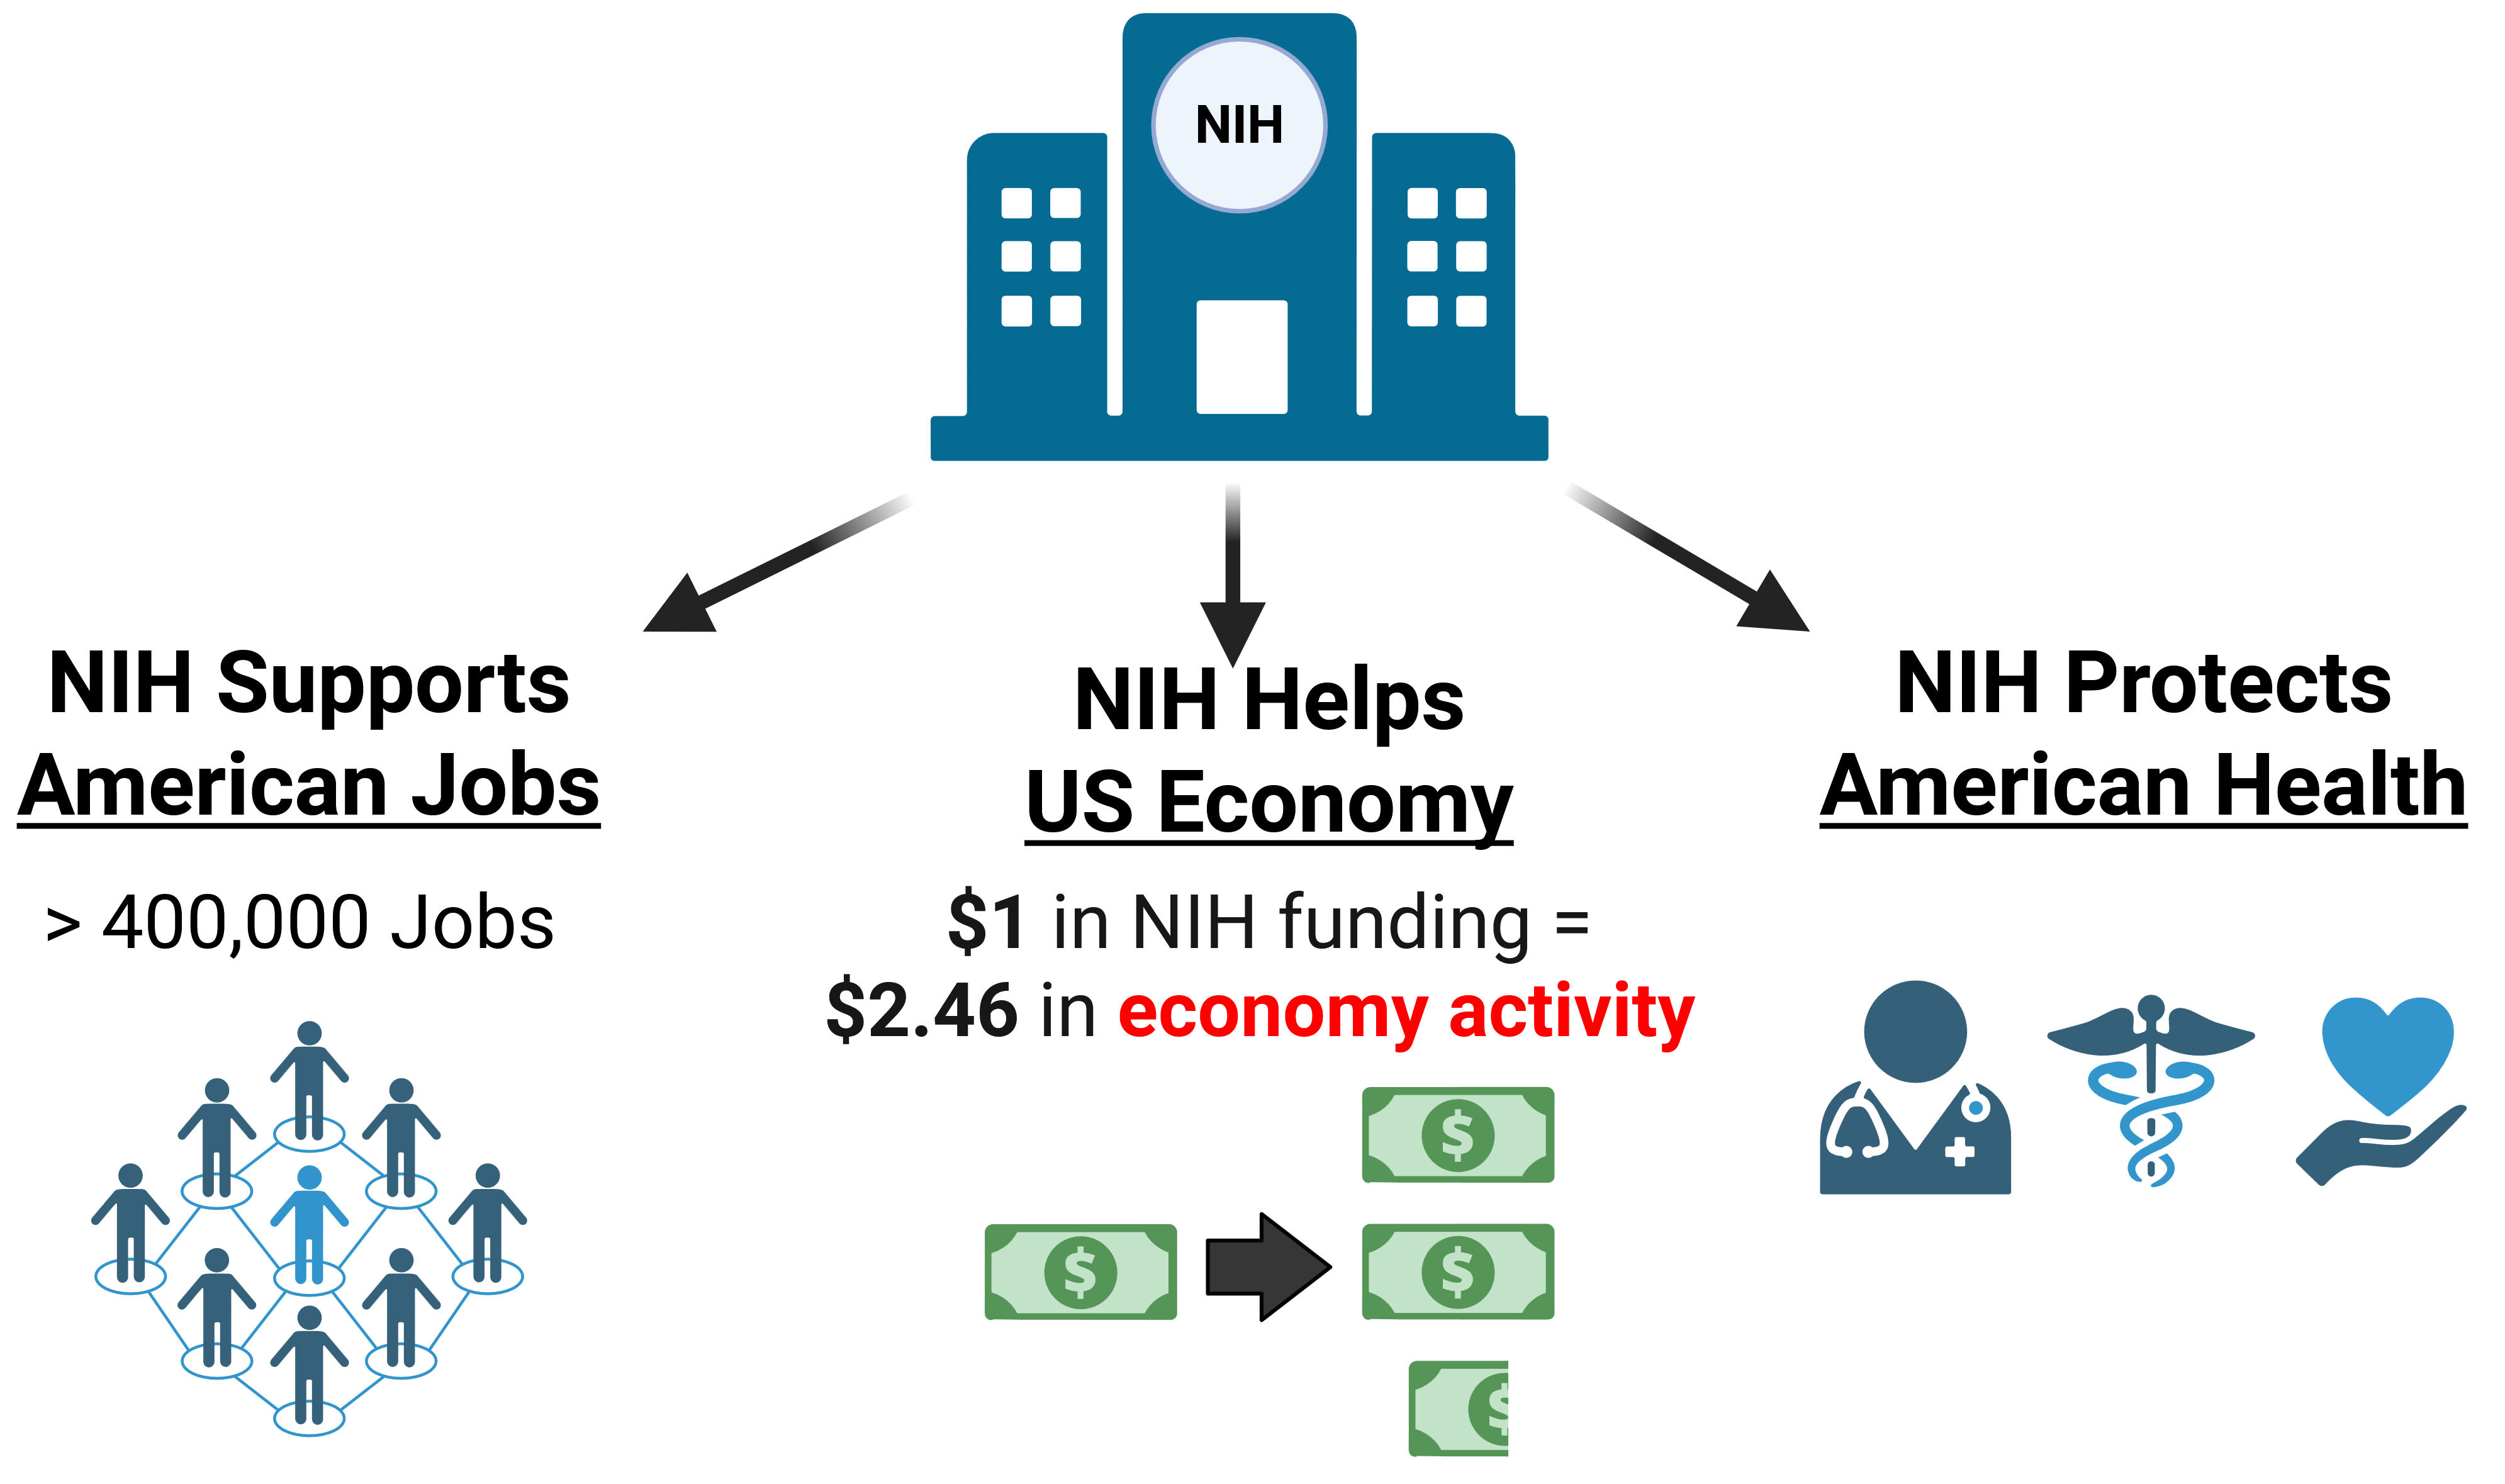 NIH
NIH Supports
American Jobs
> 400,000 Jobs
NIH Helps
US Economy
$1 in NIH funding =
$2.46 in economy activity
$
$
$
$
NIH Protects
American Health